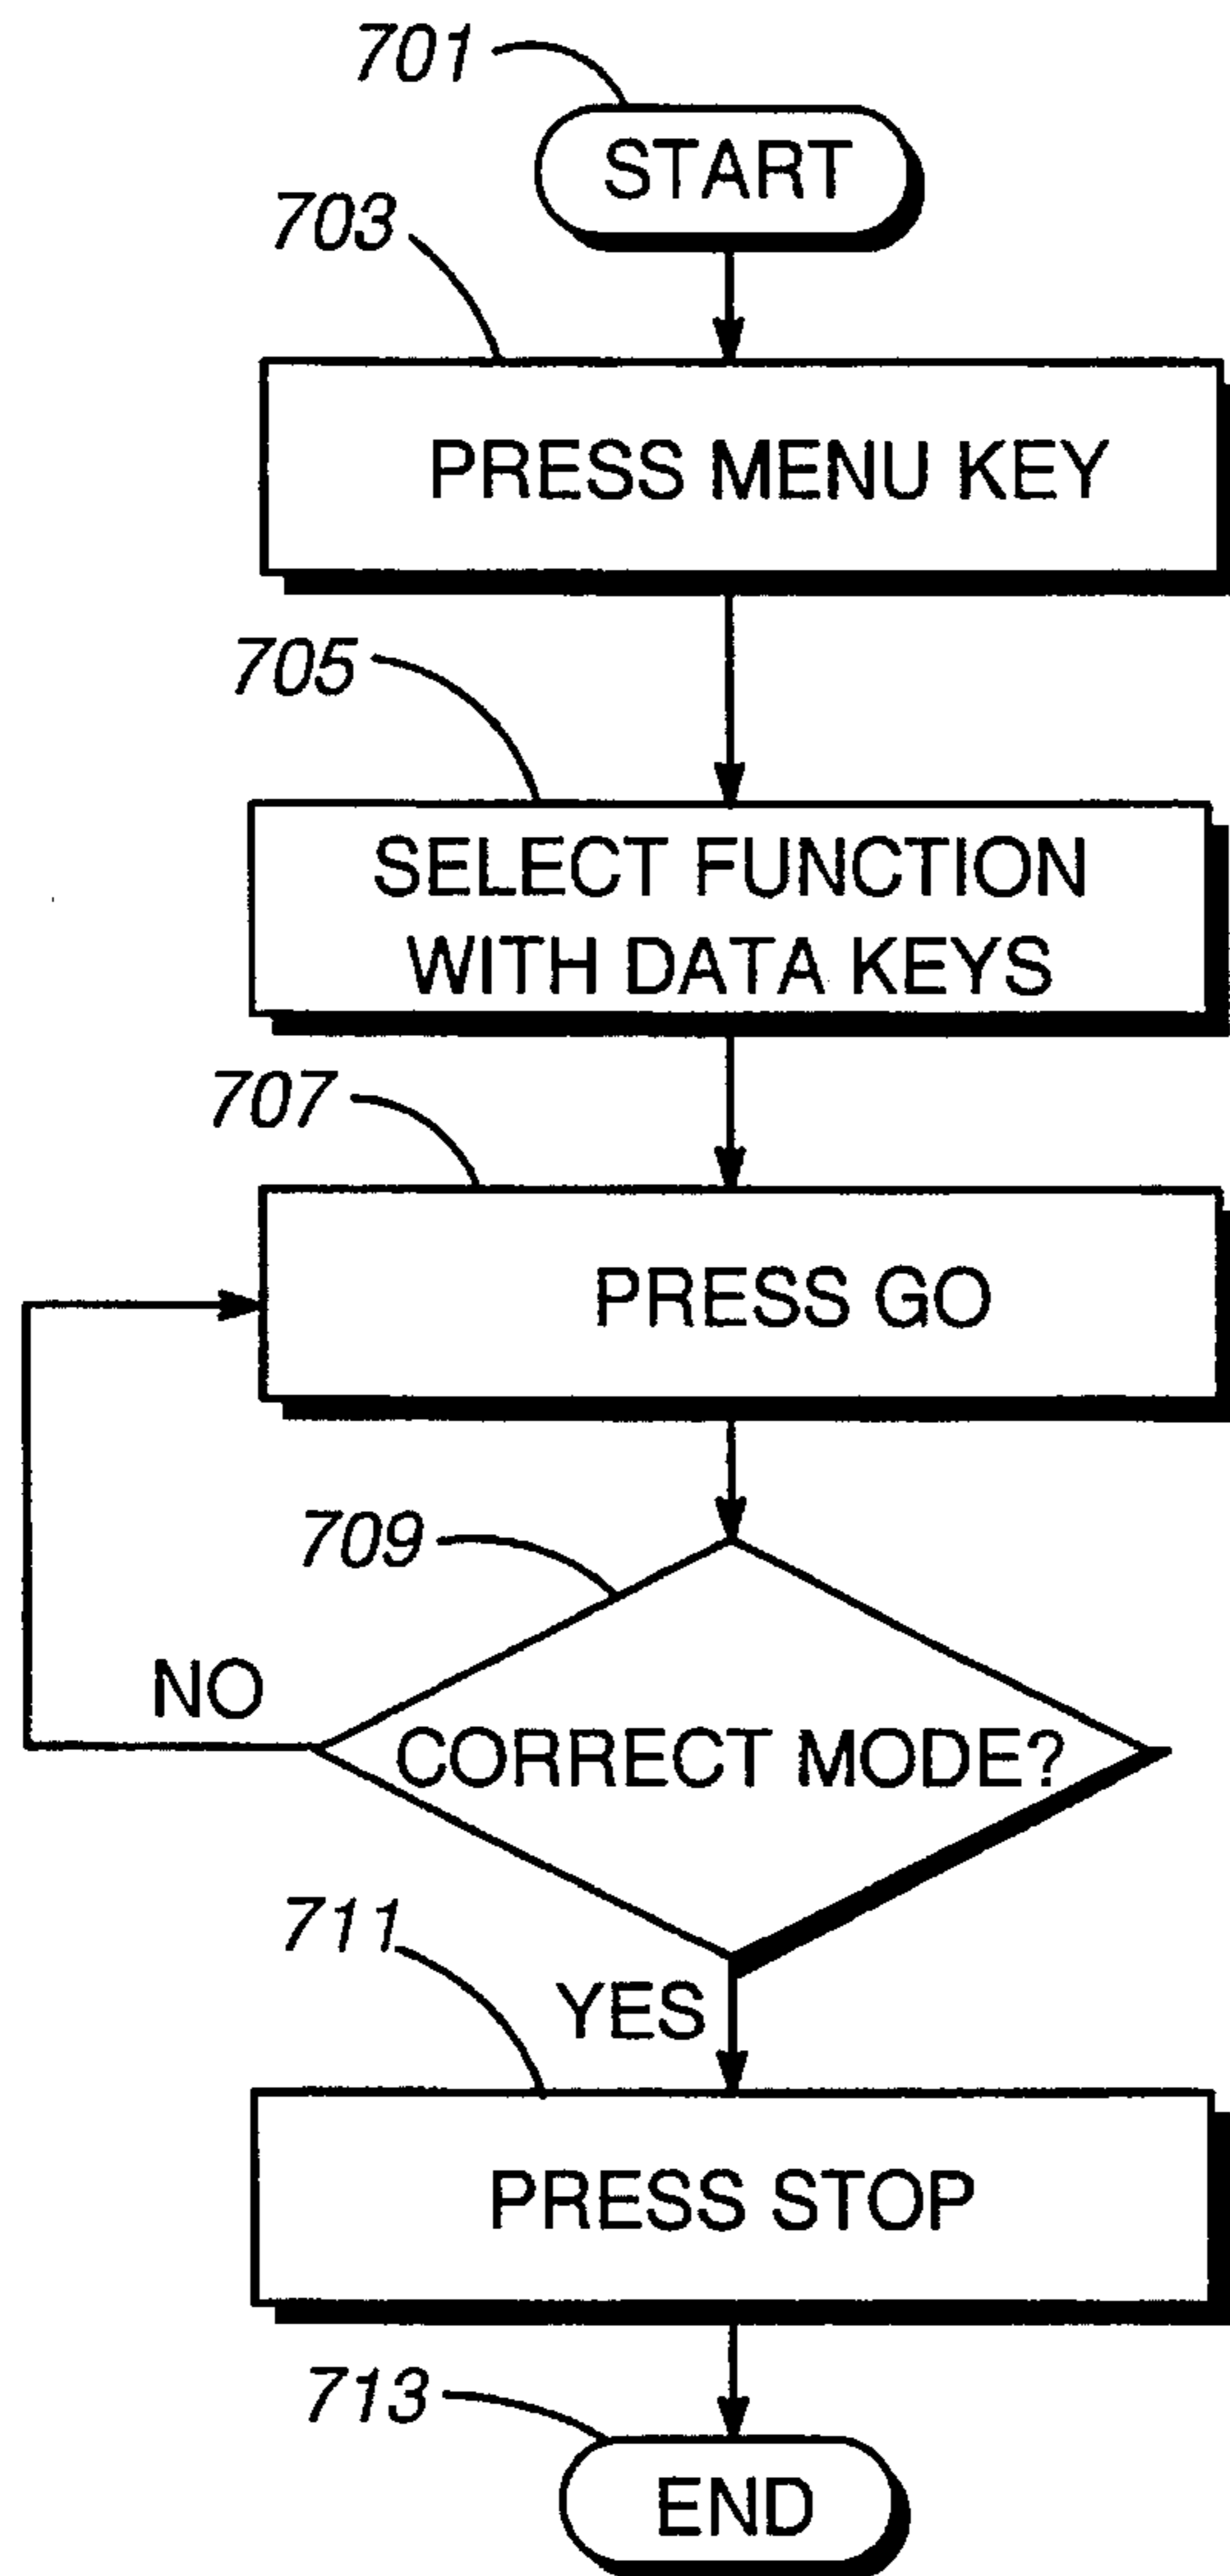 701
START
703
PRESS MENU KEY
705
SELECT FUNCTION
WITH DATA KEYS
707
PRESS GO
709
NO
CORRECT MODE?
711
YES
PRESS STOP
713
END